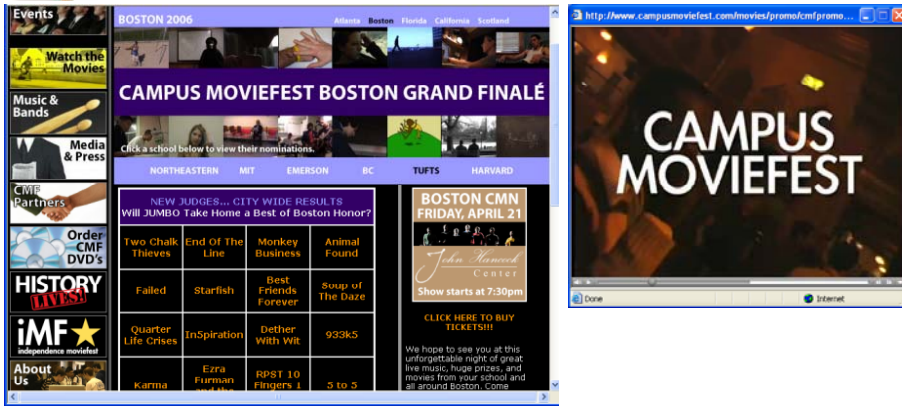 Events
Watch the
Movies
Music &
Bands
Media
& Press
CMF
Partners
Order
CMF
DVD's
HISTORY
LIVES!
iMF
independence moviefest
About
Us
BOSTON 2006
Atlanta Boston Florida California Scotland
CAMPUS MOVIEFEST BOSTON GRAND FINALÉ
Click a school below to view their nominations.
NORTHEASTERN MIT EMERSON BC TUFTS HARVARD
NEW JUDGES... CITY WIDE RESULTS
Will JUMBO Take Home a Best of Boston Honor?
Two Chalk
Thieves
End Of The
Line
Monkey
Business
Animal
Found
Failed
Starfish
Best
Friends
Forever
Soup of
The Daze
Quarter
Life Crises
In5piration
Dether
With Wit
933k5
Karma
Ezra
Furman
and the
RPST 10
Fingers 1
5 to 5
BOSTON CMN
FRIDAY, APRIL 21
John Hancock
Center
Show starts at 7:30pm
CLICK HERE TO BUY
TICKETS!!!
We hope to see you at this
unforgettable night of great
live music, huge prizes, and
movies from your school and
all around Boston. Come
http://www.campusmoviefest.com/movies/promo/cmfpromo...
CAMPUS
MOVIEFEST
Done
Internet